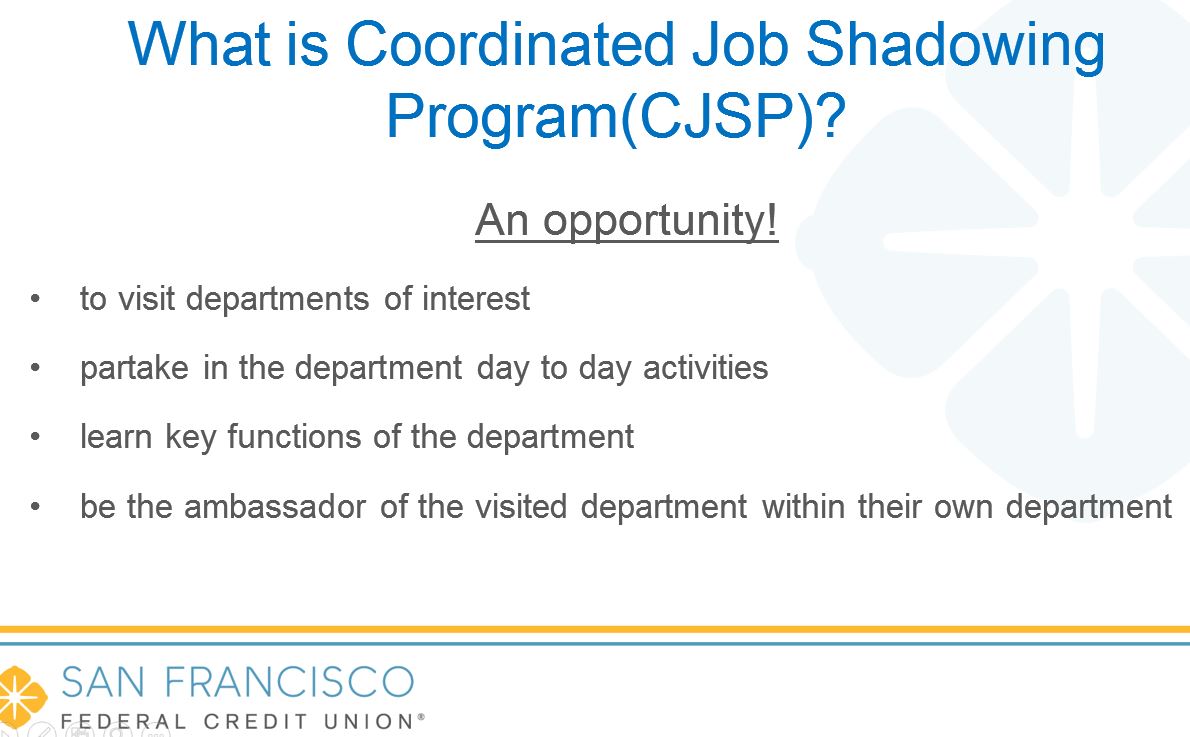 What is Coordinated Job Shadowing
Program(CJSP)?
An opportunity!
• to visit departments of interest
• partake in the department day to day activities
• learn key functions of the department
• be the ambassador of the visited department within their own department
SAN FRANCISCO
FEDERAL CREDIT UNION®